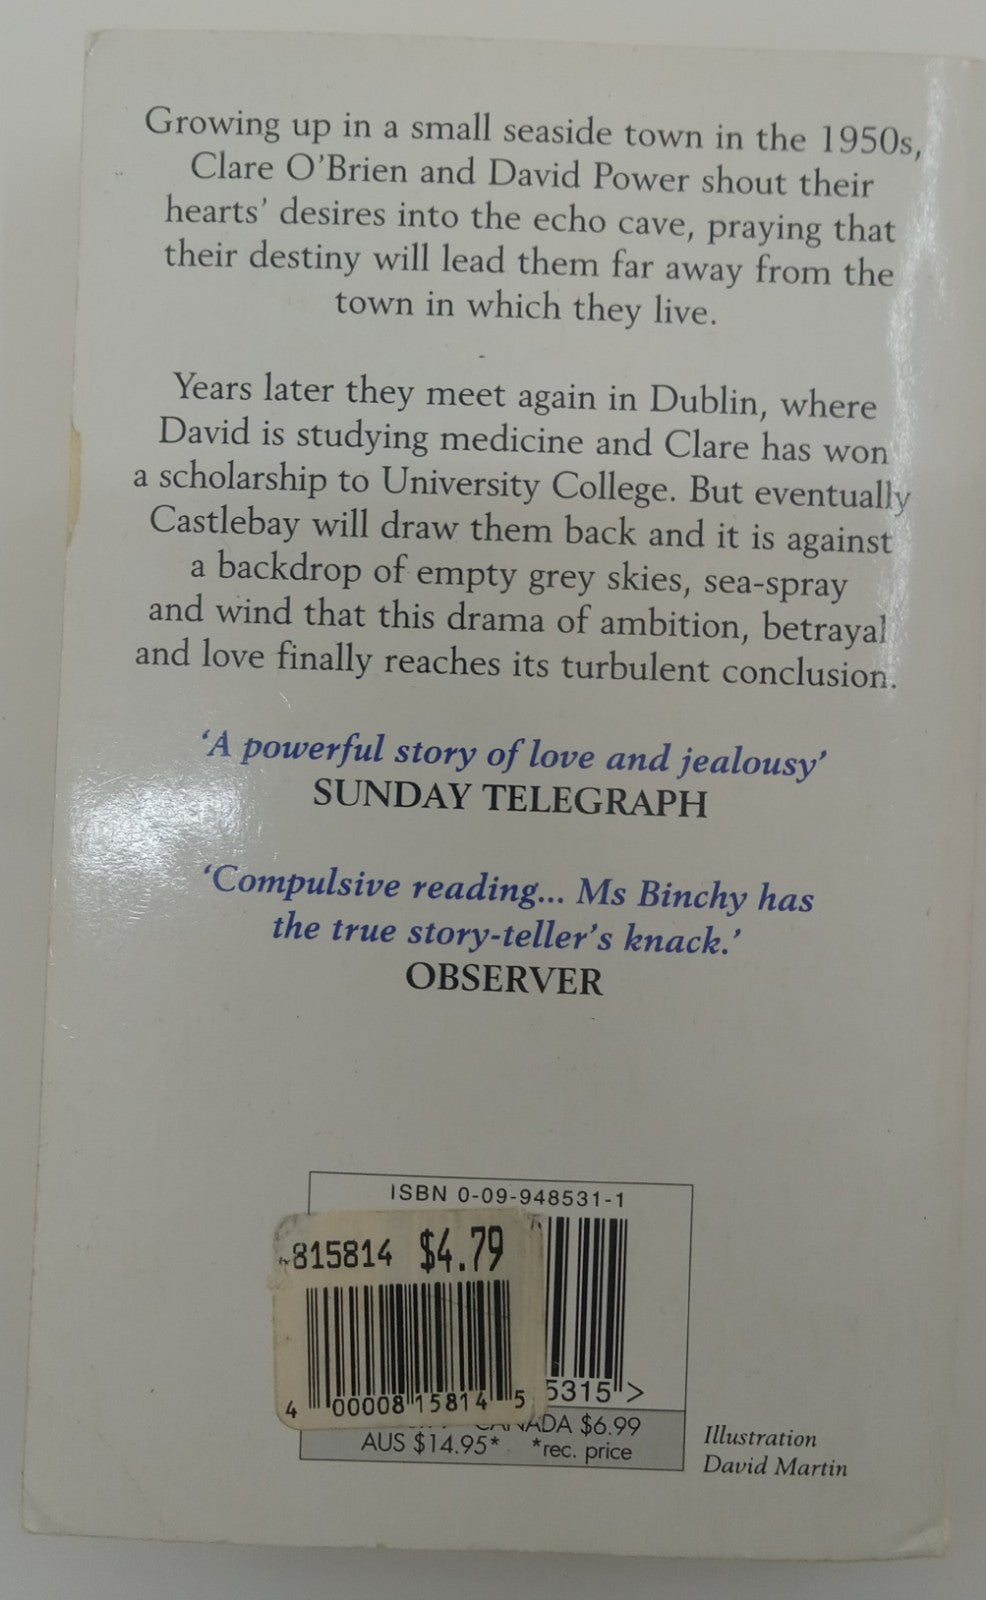 Growing up in a small seaside town in the 1950s,
Clare O'Brien and David Power shout their
hearts' desires into the echo cave, praying that
their destiny will lead them far away from the
town in which they live.
Years later they meet again in Dublin, where
David is studying medicine and Clare has won
a scholarship to University College. But eventually
Castlebay will draw them back and it is against
a backdrop of empty grey skies, sea-spray
and wind that this drama of ambition, betrayal
and love finally reaches its turbulent conclusion.
'A powerful story of love and jealousy'
SUNDAY TELEGRAPH
'Compulsive reading... Ms Binchy has
the true story-teller's knack.'
OBSERVER
ISBN 0-09-948531-1
815814 $4.79
4 00008 15814 5
5315 >
CANADA $6.99
AUS $14.95* *rec. price
Illustration
David Martin